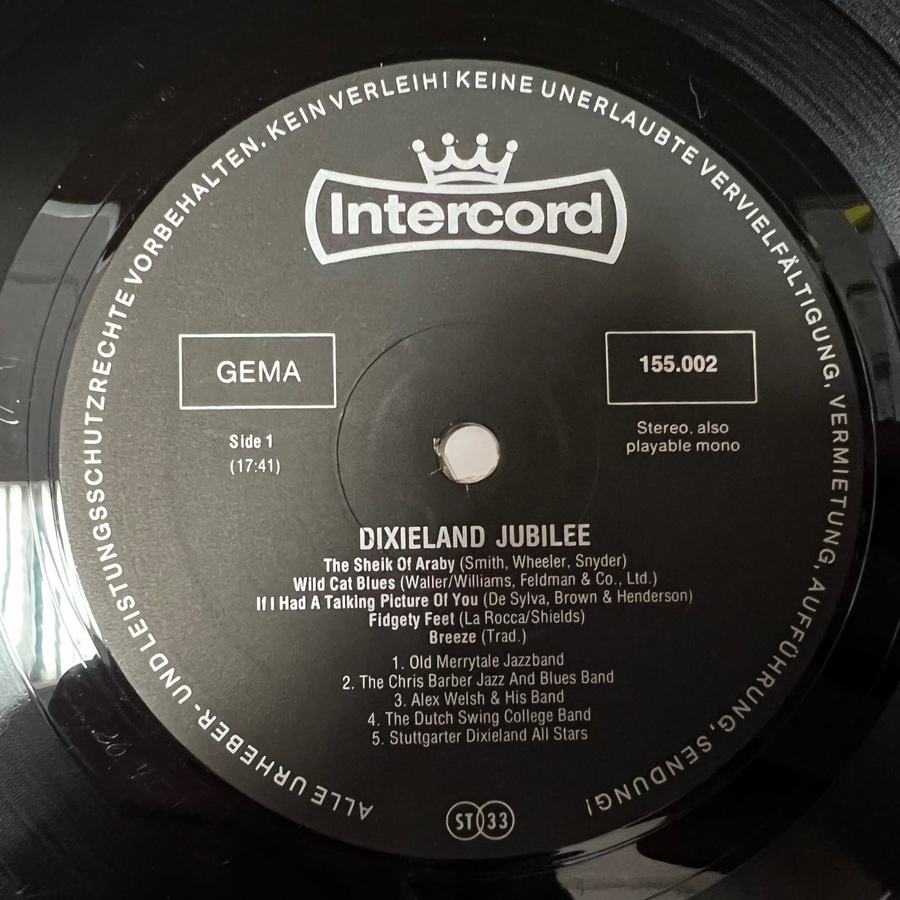 ALLE URHEBER- UND LEISTUNGSSCHUTZRECHTE VORBEHALTEN. KEIN VERLEIH! KEINE UNERLAUBTE VERVIELFÄLTIGUNG, VERMIETUNG, AUFFÜHRUNG, SENDUNG!
Intercord
GEMA
155.002
Side 1
(17:41)
Stereo, also
playable mono
DIXIELAND JUBILEE
The Sheik Of Araby (Smith, Wheeler, Snyder)
Wild Cat Blues (Waller/Williams, Feldman & Co., Ltd.)
If I Had A Talking Picture Of You (De Sylva, Brown & Henderson)
Fidgety Feet (La Rocca/Shields)
Breeze (Trad.)
1. Old Merrytale Jazzband
2. The Chris Barber Jazz And Blues Band
3. Alex Welsh & His Band
4. The Dutch Swing College Band
5. Stuttgarter Dixieland All Stars
ST 33